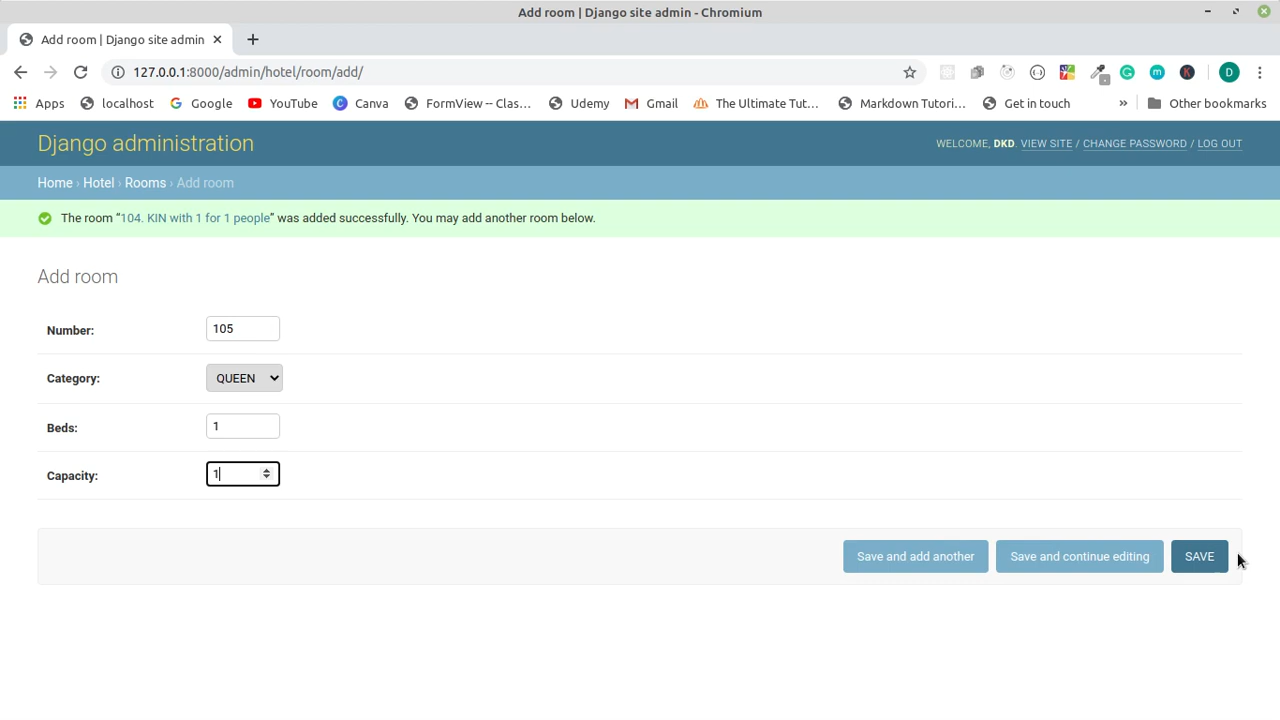 Add room | Django site admin - Chromium
Add room | Django site admin
127.0.0.1:8000/admin/hotel/room/add/
D
Apps localhost Google YouTube Canva FormView -- Clas... Udemy Gmail The Ultimate Tut... Markdown Tutori... Get in touch » Other bookmarks
Django administration
WELCOME, DKD. VIEW SITE / CHANGE PASSWORD / LOG OUT
Home › Hotel › Rooms › Add room
The room “104. KIN with 1 for 1 people” was added successfully. You may add another room below.
Add room
Number: 105
Category: QUEEN
Beds: 1
Capacity: 1
Save and add another Save and continue editing SAVE